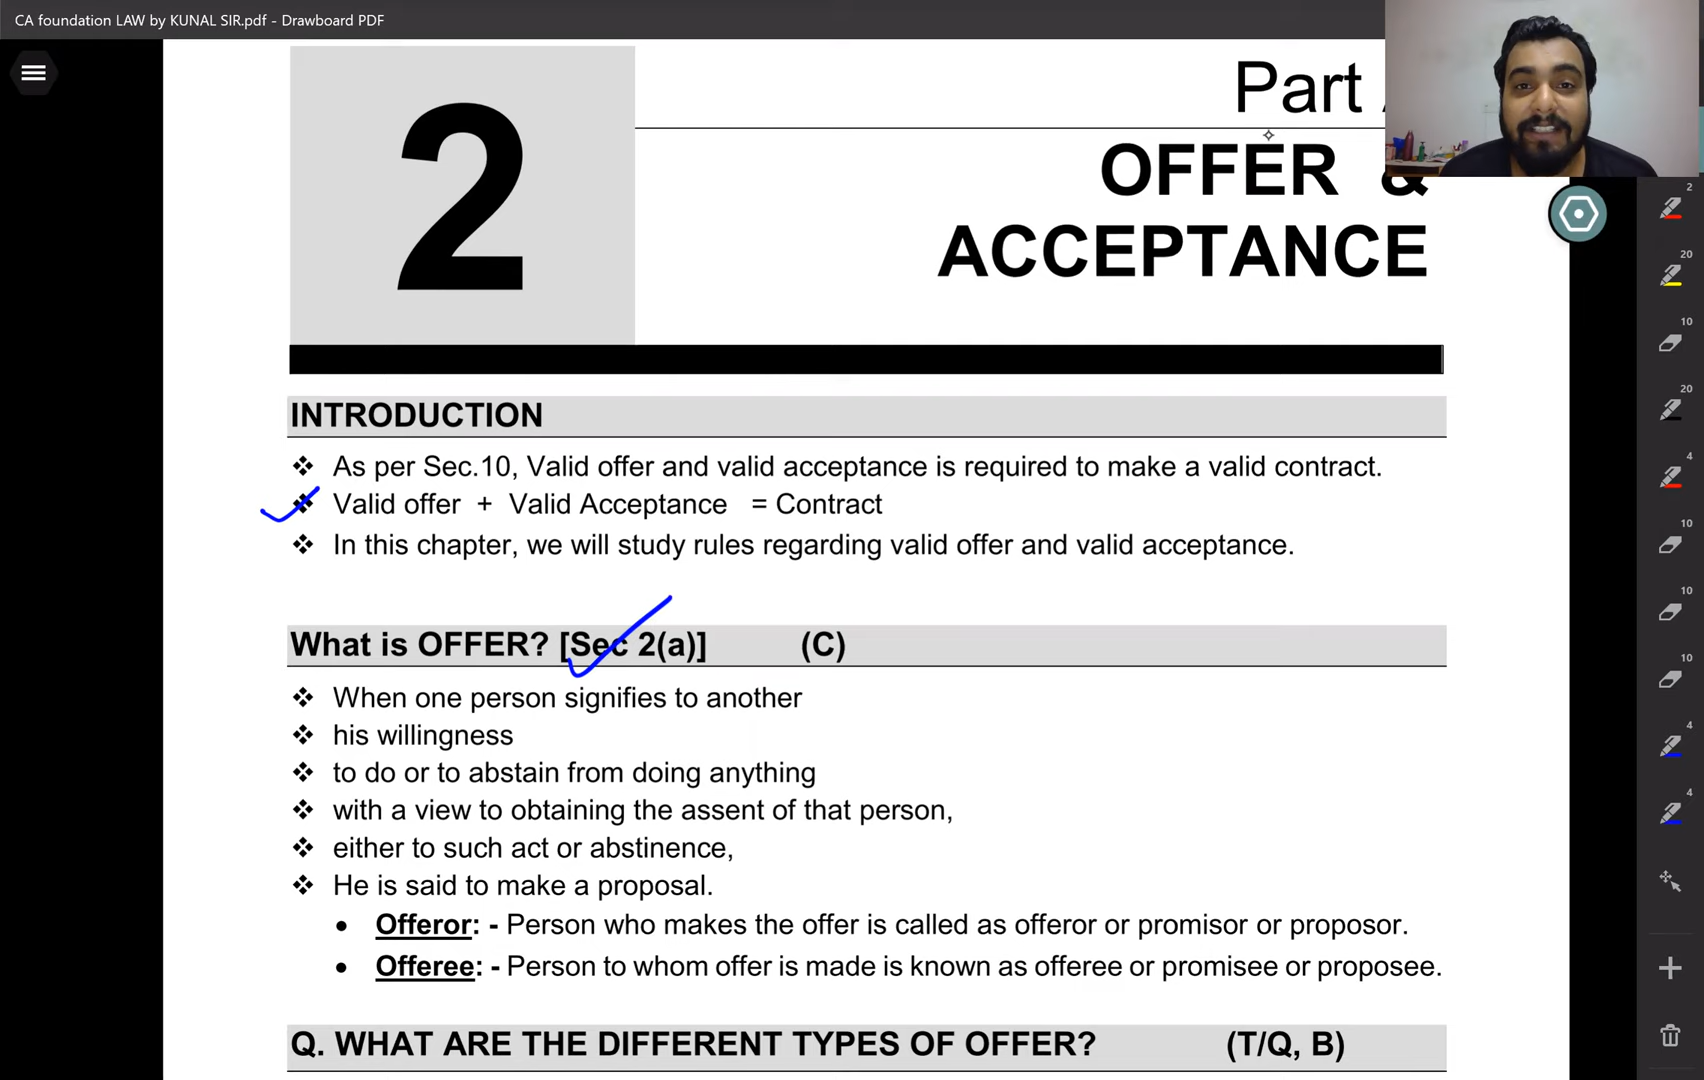 CA foundation LAW by KUNAL SIR.pdf - Drawboard PDF
2
Part
OFFER &
ACCEPTANCE
INTRODUCTION
❖ As per Sec.10, Valid offer and valid acceptance is required to make a valid contract.
❖ Valid offer + Valid Acceptance = Contract
❖ In this chapter, we will study rules regarding valid offer and valid acceptance.
What is OFFER? [Sec 2(a)] (C)
❖ When one person signifies to another
❖ his willingness
❖ to do or to abstain from doing anything
❖ with a view to obtaining the assent of that person,
❖ either to such act or abstinence,
❖ He is said to make a proposal.
• Offeror: - Person who makes the offer is called as offeror or promisor or proposor.
• Offeree: - Person to whom offer is made is known as offeree or promisee or proposee.
Q. WHAT ARE THE DIFFERENT TYPES OF OFFER? (T/Q, B)
2
20
10
20
4
10
10
10
4
4